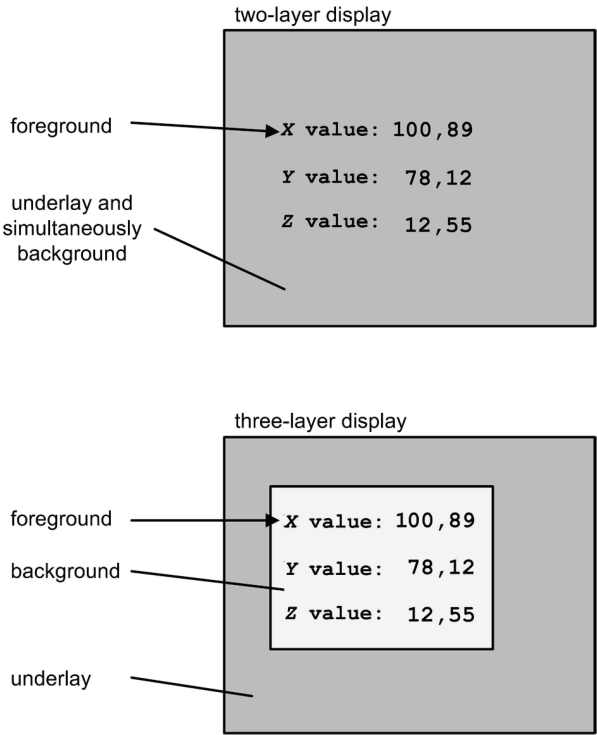 two-layer display
foreground
X value: 100,89
Y value: 78,12
underlay and
simultaneously
background
Z value: 12,55
three-layer display
foreground
X value: 100,89
background
Y value: 78,12
Z value: 12,55
underlay